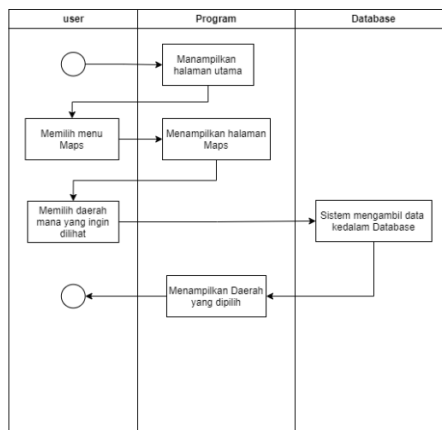 user
Program
Database
Manampilkan
halaman utama
Memilih menu
Maps
Menampilkan halaman
Maps
Memilih daerah
mana yang ingin
dilihat
Sistem mengambil data
kedalam Database
Menampilkan Daerah
yang dipilih